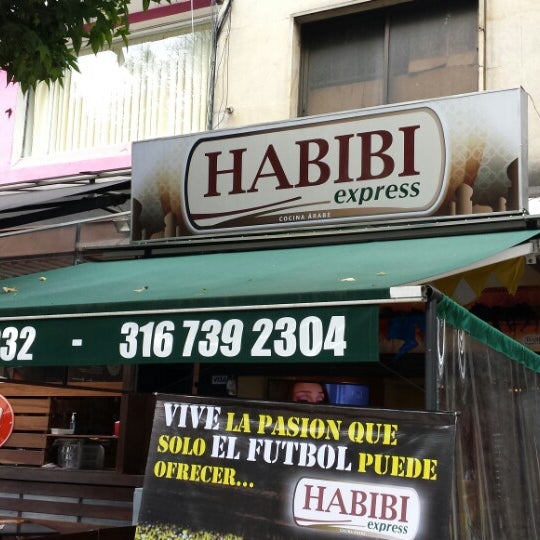 HABIBI
express
COCINA ÁRABE
32 - 316 739 2304
VIVE LA PASION QUE
SOLO EL FUTBOL PUEDE
OFRECER...
HABIBI
express